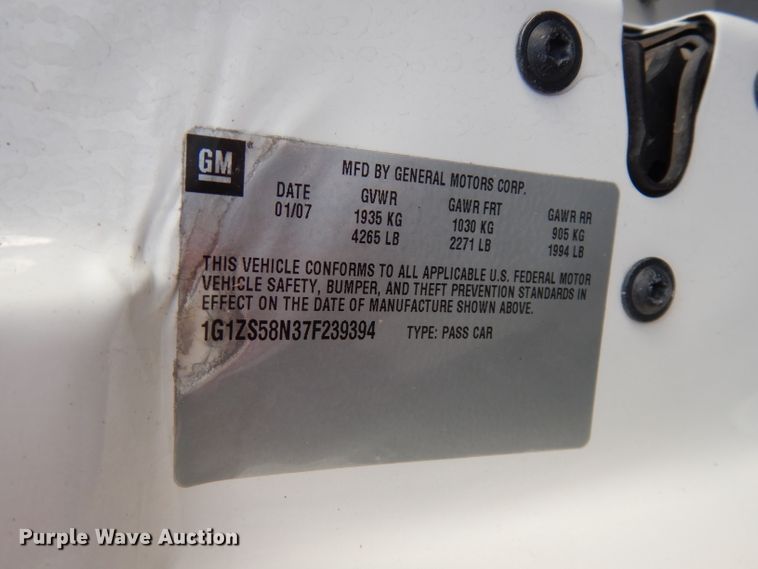 GM
MFD BY GENERAL MOTORS CORP.
DATE GVWR GAWR FRT GAWR RR
01/07 1935 KG 1030 KG 905 KG
4265 LB 2271 LB 1994 LB
THIS VEHICLE CONFORMS TO ALL APPLICABLE U.S. FEDERAL MOTOR
VEHICLE SAFETY, BUMPER, AND THEFT PREVENTION STANDARDS IN
EFFECT ON THE DATE OF MANUFACTURE SHOWN ABOVE.
1G1ZS58N37F239394 TYPE: PASS CAR
Purple Wave Auction